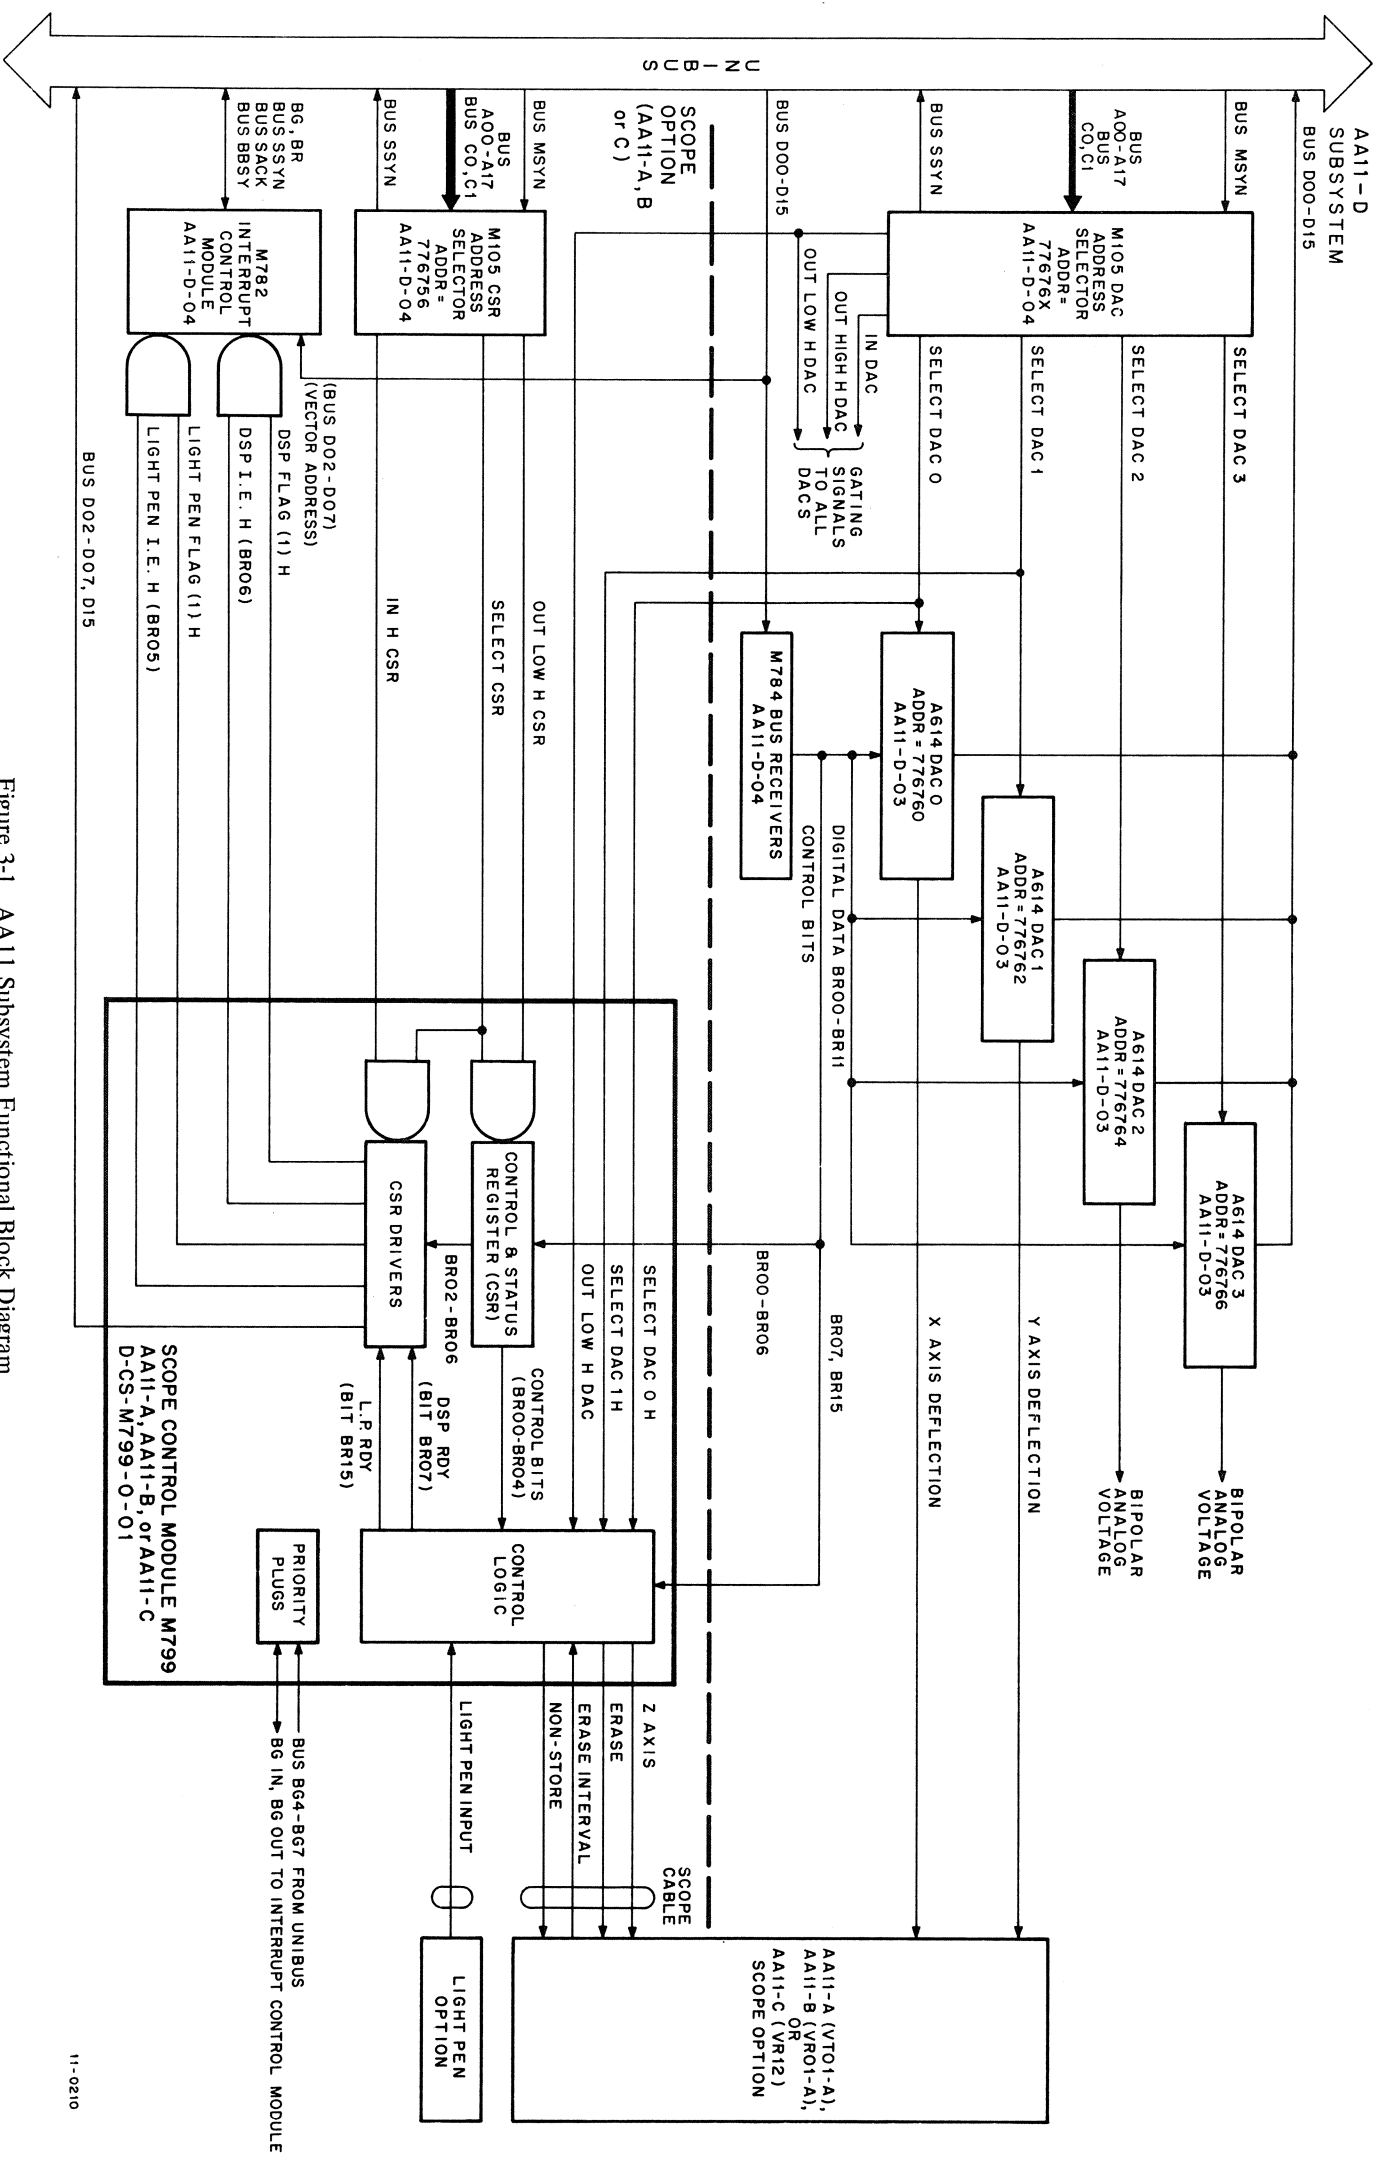 AA11-D
SUBSYSTEM
UNIBUS
BUS D00-D15
BUS MSYN
BUS
A00-A17
BUS
C0,C1
BUS SSYN
M105 DAC
ADDRESS
SELECTOR
ADDR=
77676X
AA11-D-04
SELECT DAC 3
SELECT DAC 2
SELECT DAC 1
SELECT DAC 0
IN DAC
OUT HIGH H DAC
OUT LOW H DAC
GATING
SIGNALS
TO ALL
DACS
A614 DAC 3
ADDR=776766
AA11-D-03
A614 DAC 2
ADDR=776764
AA11-D-03
A614 DAC 1
ADDR=776762
AA11-D-03
A614 DAC 0
ADDR=776760
AA11-D-03
BIPOLAR
ANALOG
VOLTAGE
BIPOLAR
ANALOG
VOLTAGE
Y AXIS DEFLECTION
X AXIS DEFLECTION
DIGITAL DATA BR00-BR11
CONTROL BITS
BR07, BR15
BUS D00-D15
M784 BUS RECEIVERS
AA11-D-04
BR00-BR06
SCOPE
OPTION
(AA11-A, B
or C)
BUS MSYN
BUS
A00-A17
BUS C0,C1
BUS SSYN
M105 CSR
ADDRESS
SELECTOR
ADDR=
776756
AA11-D-04
OUT LOW H CSR
SELECT CSR
IN H CSR
BG, BR
BUS SSYN
BUS SACK
BUS BBSY
M782
INTERRUPT
CONTROL
MODULE
AA11-D-04
(BUS D02-D07)
(VECTOR ADDRESS)
DSP FLAG (1) H
DSP I.E. H (BR06)
LIGHT PEN FLAG (1) H
LIGHT PEN I.E. H (BR05)
BUS D02-D07, D15
SELECT DAC 0 H
SELECT DAC 1 H
OUT LOW H DAC
CONTROL & STATUS
REGISTER (CSR)
BR02-BR06
CSR DRIVERS
CONTROL BITS
(BR00-BR04)
DSP RDY
(BIT BR07)
L.P. RDY
(BIT BR15)
CONTROL
LOGIC
PRIORITY
PLUGS
SCOPE CONTROL MODULE M799
AA11-A, AA11-B, or AA11-C
D-CS-M799-0-01
Z AXIS
ERASE
ERASE INTERVAL
NON-STORE
LIGHT PEN INPUT
SCOPE
CABLE
AA11-A (VT01-A),
AA11-B (VR01-A),
OR
AA11-C (VR12)
SCOPE OPTION
LIGHT PEN
OPTION
BUS BG4-BG7 FROM UNIBUS
BG IN, BG OUT TO INTERRUPT CONTROL MODULE
11-0210
Figure 3-1 AA11 Subsystem Functional Block Diagram